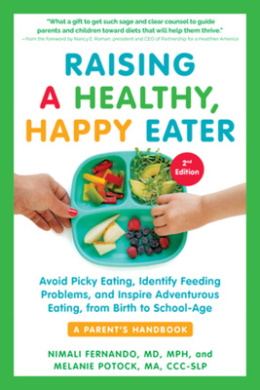 "What a gift to get such sage and clear counsel to guide
parents and children toward diets that will help them thrive."
—from the foreword by Nancy E. Roman, president and CEO of Partnership for a Healthier America
RAISING
A HEALTHY,
HAPPY EATER
2nd
Edition
Avoid Picky Eating, Identify Feeding
Problems, and Inspire Adventurous
Eating, from Birth to School-Age
A PARENT'S HANDBOOK
NIMALI FERNANDO, MD, MPH, and
MELANIE POTOCK, MA, CCC-SLP